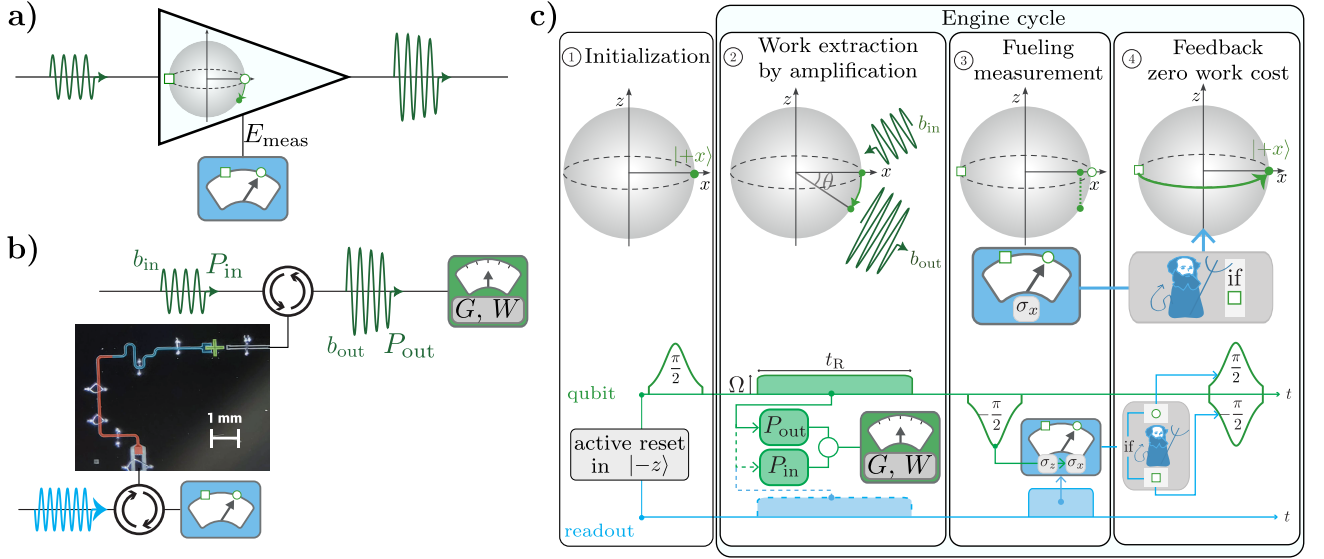 a)
E_meas
b)
b_in
P_in
b_out
P_out
G, W
1 mm
c)
Engine cycle
① Initialization
z
|+x⟩
x
② Work extraction
by amplification
z
θ
x
b_in
b_out
③ Fueling
measurement
z
x
σ_x
④ Feedback
zero work cost
z
|+x⟩
x
if
qubit
π/2
Ω
t_R
P_out
P_in
G, W
−π/2
σ_z
σ_x
if
π/2
−π/2
t
active reset
in |−z⟩
readout
t